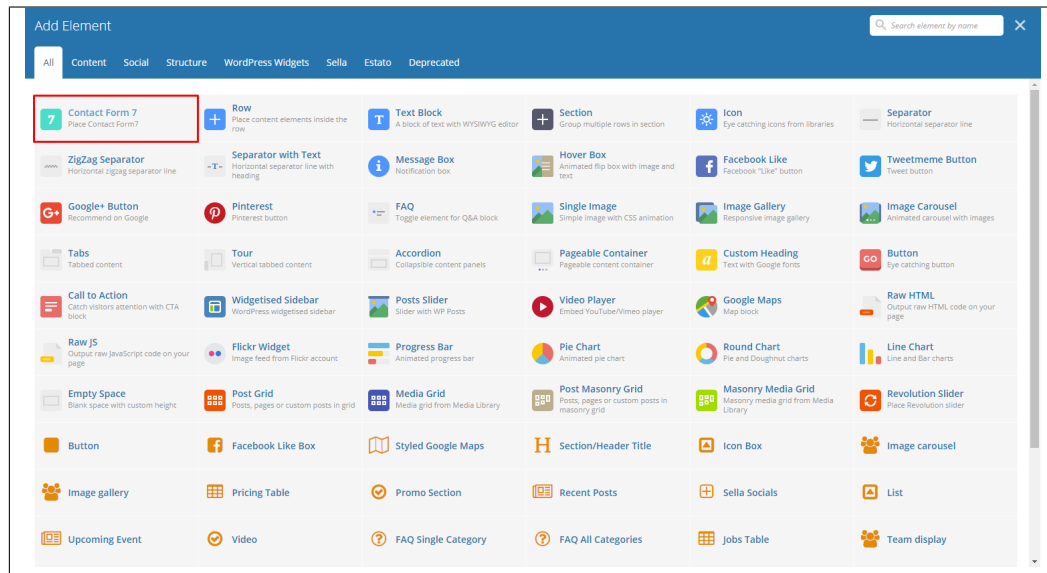 Add Element
Search element by name
All Content Social Structure WordPress Widgets Sella Estato Deprecated
7
Contact Form 7
Place Contact Form7
Row
Place content elements inside the
row
T
Text Block
A block of text with WYSIWYG editor
Section
Group multiple rows in section
Icon
Eye catching icons from libraries
Separator
Horizontal separator line
ZigZag Separator
Horizontal zigzag separator line
-T-
Separator with Text
Horizontal separator line with
heading
i
Message Box
Notification box
Hover Box
Animated flip box with image and
text
f
Facebook Like
Facebook "Like" button
Tweetmeme Button
Tweet button
G+
Google+ Button
Recommend on Google
Pinterest
Pinterest button
FAQ
Toggle element for Q&A block
Single Image
Simple image with CSS animation
Image Gallery
Responsive image gallery
Image Carousel
Animated carousel with images
Tabs
Tabbed content
Tour
Vertical tabbed content
Accordion
Collapsible content panels
Pageable Container
Pageable content container
a
Custom Heading
Text with Google fonts
GO
Button
Eye catching button
Call to Action
Catch visitors attention with CTA
block
Widgetised Sidebar
WordPress widgetised sidebar
Posts Slider
Slider with WP Posts
Video Player
Embed YouTube/Vimeo player
Google Maps
Map block
Raw HTML
Output raw HTML code on your
page
Raw JS
Output raw JavaScript code on your
page
Flickr Widget
Image feed from Flickr account
Progress Bar
Animated progress bar
Pie Chart
Animated pie chart
Round Chart
Pie and Doughnut charts
Line Chart
Line and Bar charts
Empty Space
Blank space with custom height
Post Grid
Posts, pages or custom posts in grid
Media Grid
Media grid from Media Library
Post Masonry Grid
Posts, pages or custom posts in
masonry grid
Masonry Media Grid
Masonry media grid from Media
Library
Revolution Slider
Place Revolution slider
Button
f
Facebook Like Box
Styled Google Maps
H
Section/Header Title
Icon Box
Image carousel
Image gallery
Pricing Table
Promo Section
Recent Posts
Sella Socials
List
Upcoming Event
Video
?
FAQ Single Category
?
FAQ All Categories
Jobs Table
Team display